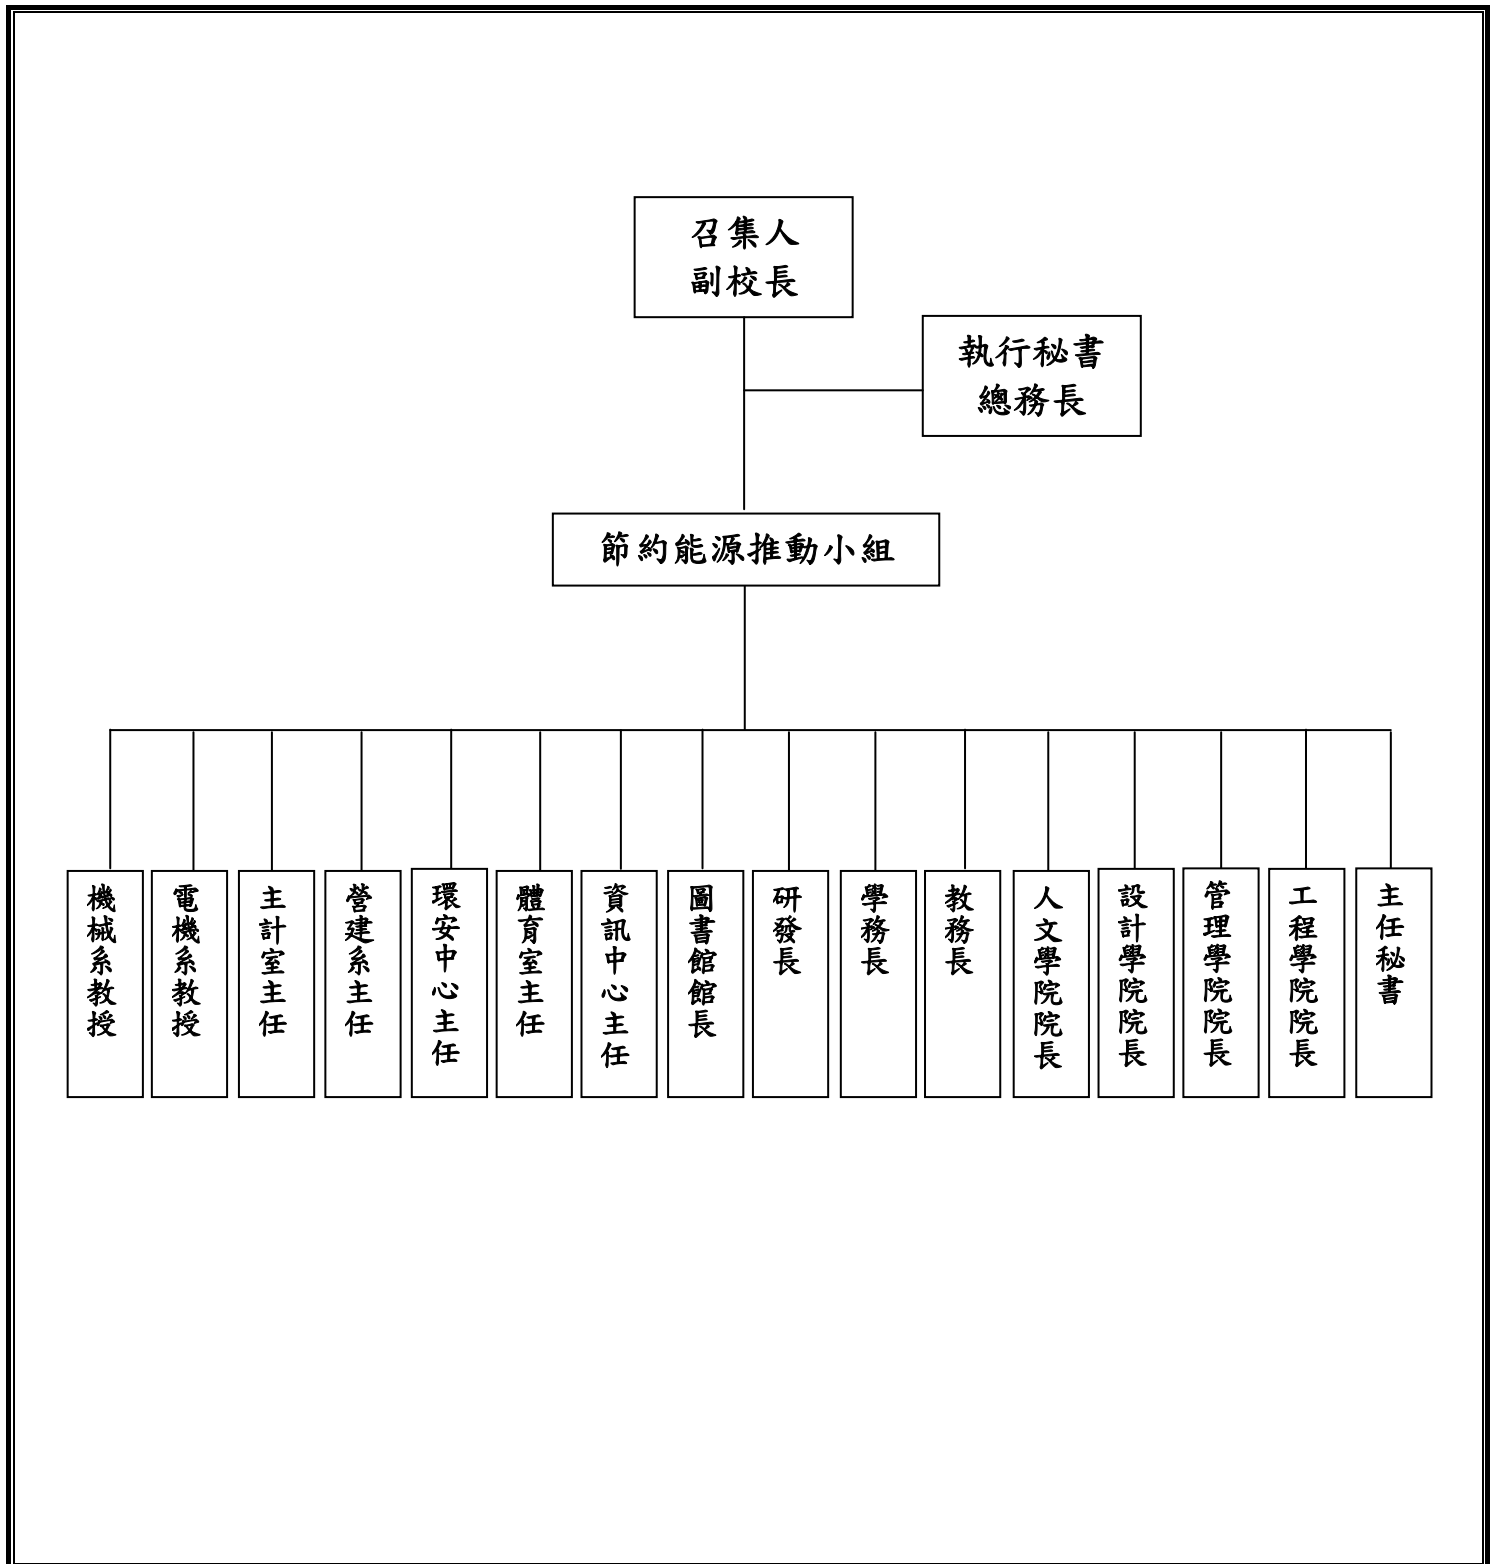 召集人
副校長
執行秘書
總務長
節約能源推動小組
機械系教授
電機系教授
主計室主任
營建系主任
環安中心主任
體育室主任
資訊中心主任
圖書館館長
研發長
學務長
教務長
人文學院院長
設計學院院長
管理學院院長
工程學院院長
主任秘書